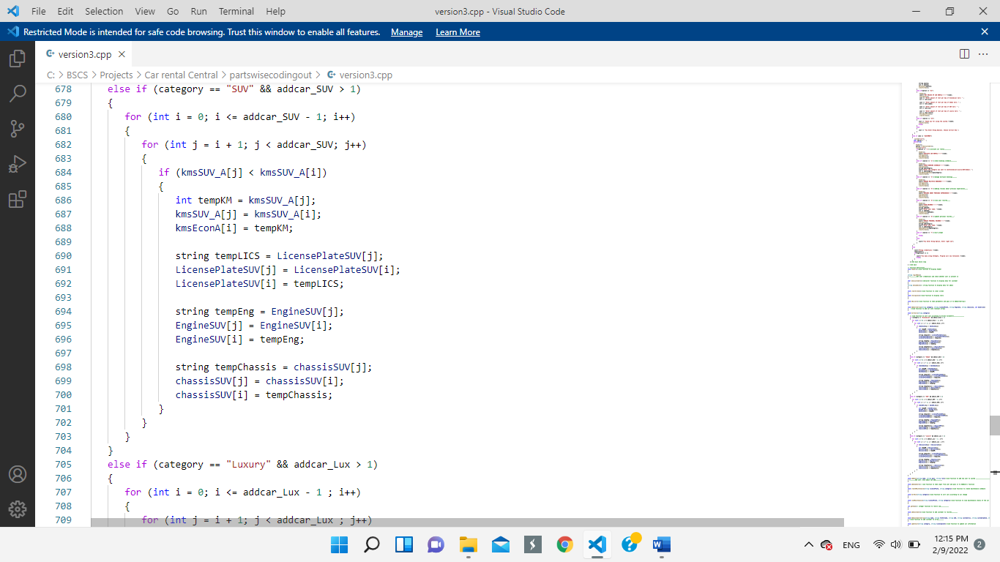 File Edit Selection View Go Run Terminal Help version3.cpp - Visual Studio Code
Restricted Mode is intended for safe code browsing. Trust this window to enable all features. Manage Learn More
version3.cpp
C: > BSCS > Projects > Car rental Central > partswisecodingout > version3.cpp
678 else if (category == "SUV" && addcar_SUV > 1)
679 {
680 for (int i = 0; i <= addcar_SUV - 1; i++)
681 {
682 for (int j = i + 1; j < addcar_SUV; j++)
683 {
684 if (kmsSUV_A[j] < kmsSUV_A[i])
685 {
686 int tempKM = kmsSUV_A[j];
687 kmsSUV_A[j] = kmsSUV_A[i];
688 kmsEconA[i] = tempKM;
689
690 string tempLICS = LicensePlateSUV[j];
691 LicensePlateSUV[j] = LicensePlateSUV[i];
692 LicensePlateSUV[i] = tempLICS;
693
694 string tempEng = EngineSUV[j];
695 EngineSUV[j] = EngineSUV[i];
696 EngineSUV[i] = tempEng;
697
698 string tempChassis = chassisSUV[j];
699 chassisSUV[j] = chassisSUV[i];
700 chassisSUV[i] = tempChassis;
701 }
702 }
703 }
704 }
705 else if (category == "Luxury" && addcar_Lux > 1)
706 {
707 for (int i = 0; i <= addcar_Lux - 1 ; i++)
708 {
709 for (int j = i + 1; j < addcar_Lux ; j++)
ENG
12:15 PM
2/9/2022
2